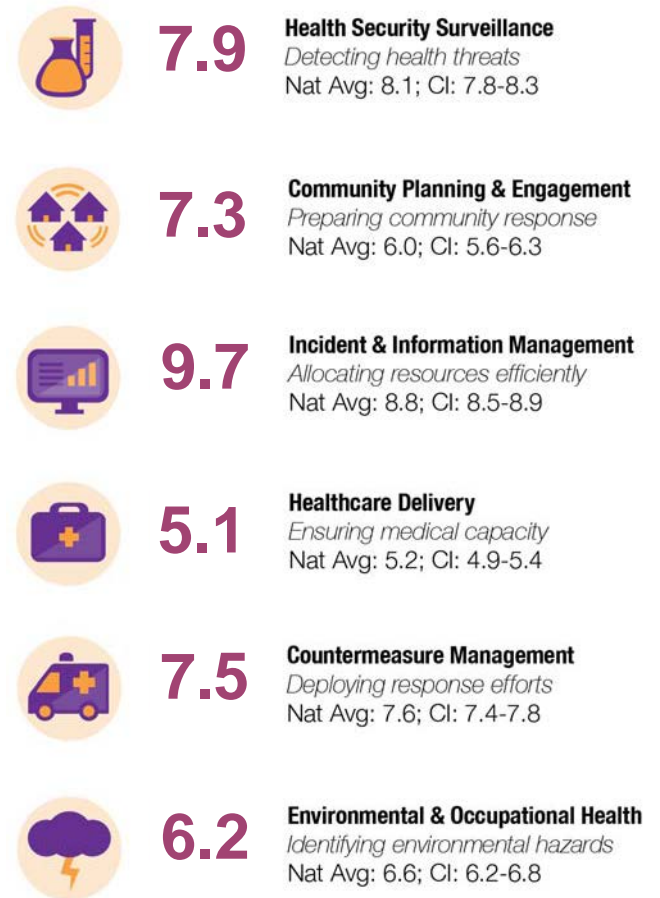 7.9
Health Security Surveillance
Detecting health threats
Nat Avg: 8.1; CI: 7.8-8.3
7.3
Community Planning & Engagement
Preparing community response
Nat Avg: 6.0; CI: 5.6-6.3
9.7
Incident & Information Management
Allocating resources efficiently
Nat Avg: 8.8; CI: 8.5-8.9
5.1
Healthcare Delivery
Ensuring medical capacity
Nat Avg: 5.2; CI: 4.9-5.4
7.5
Countermeasure Management
Deploying response efforts
Nat Avg: 7.6; CI: 7.4-7.8
6.2
Environmental & Occupational Health
Identifying environmental hazards
Nat Avg: 6.6; CI: 6.2-6.8